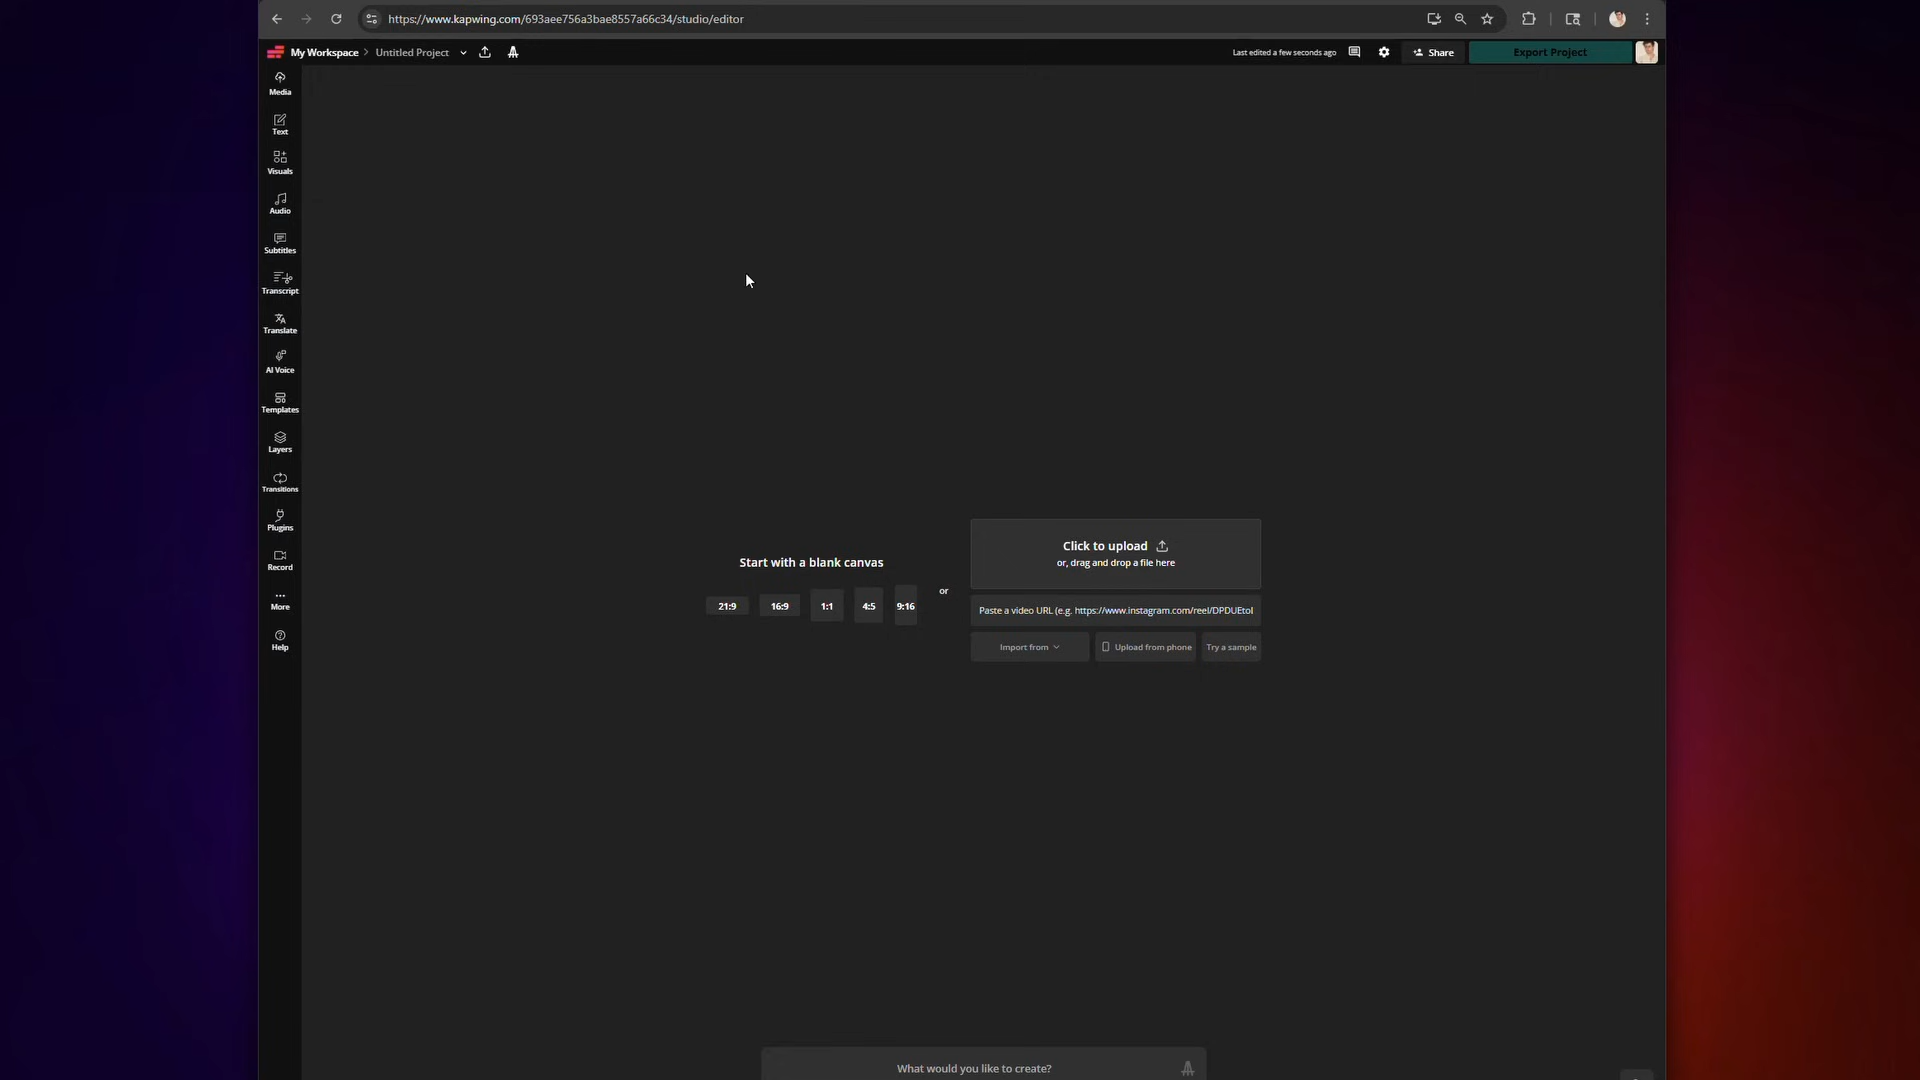 https://www.kapwing.com/693aee756a3bae8557a66c34/studio/editor
My Workspace > Untitled Project
Last edited a few seconds ago
Share
Export Project
Media
Text
Visuals
Audio
Subtitles
Transcript
Translate
AI Voice
Templates
Layers
Transitions
Plugins
Record
More
Help
Start with a blank canvas
21:9
16:9
1:1
4:5
9:16
or
Click to upload
or, drag and drop a file here
Paste a video URL (e.g. https://www.instagram.com/reel/DPDUEtol
Import from
Upload from phone
Try a sample
What would you like to create?